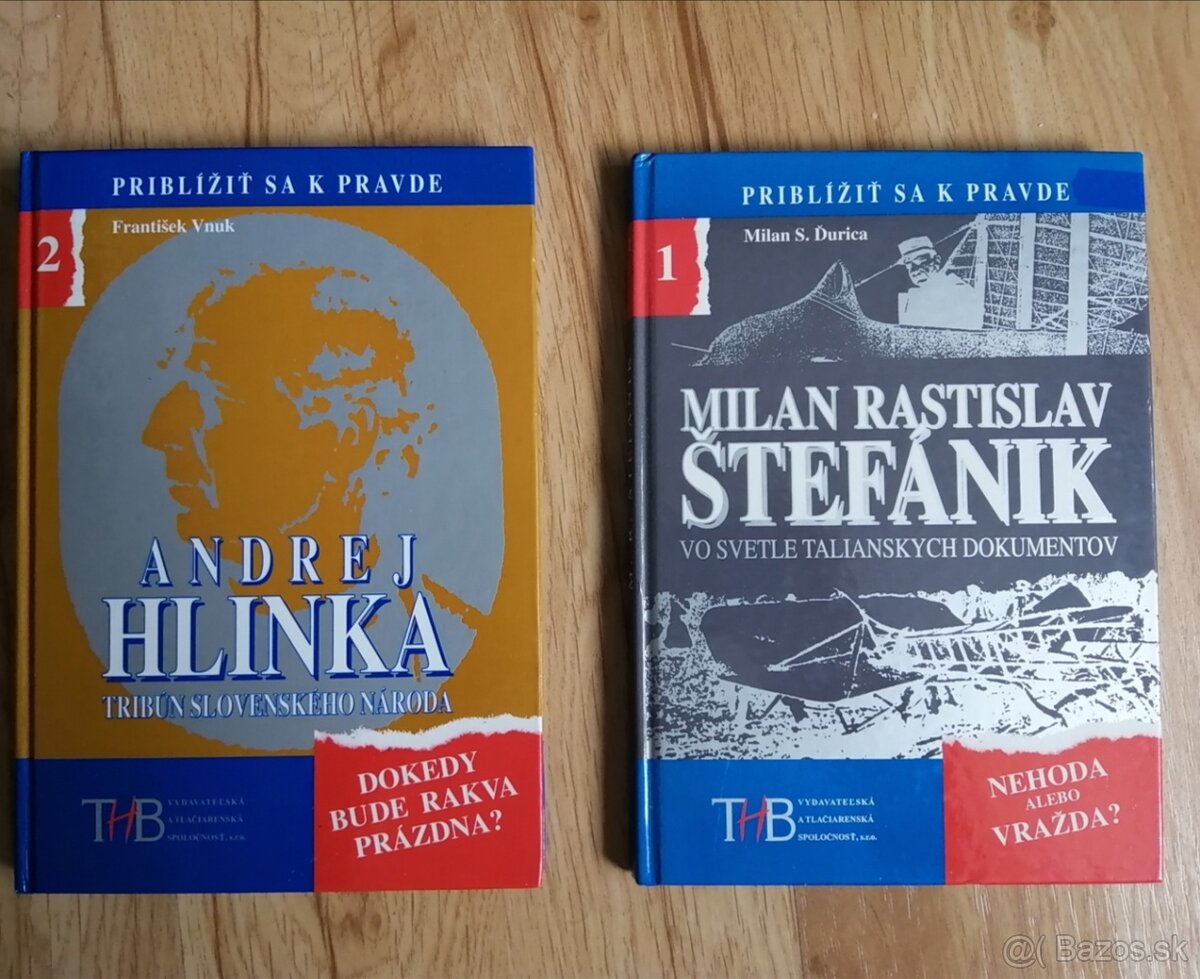 PRIBLÍŽIŤ SA K PRAVDE
2
František Vnuk
ANDREJ
HLINKA
TRIBÚN SLOVENSKÉHO NÁRODA
DOKEDY
BUDE RAKVA
PRÁZDNA?
THB
VYDAVATEĽSKÁ
A TLAČIARENSKÁ
SPOLOČNOSŤ, s.r.o.
PRIBLÍŽIŤ SA K PRAVDE
1
Milan S. Ďurica
MILAN RASTISLAV
ŠTEFÁNIK
VO SVETLE TALIANSKYCH DOKUMENTOV
NEHODA
ALEBO
VRAŽDA?
THB
VYDAVATEĽSKÁ
A TLAČIARENSKÁ
SPOLOČNOSŤ, s.r.o.
@( Bazos.sk